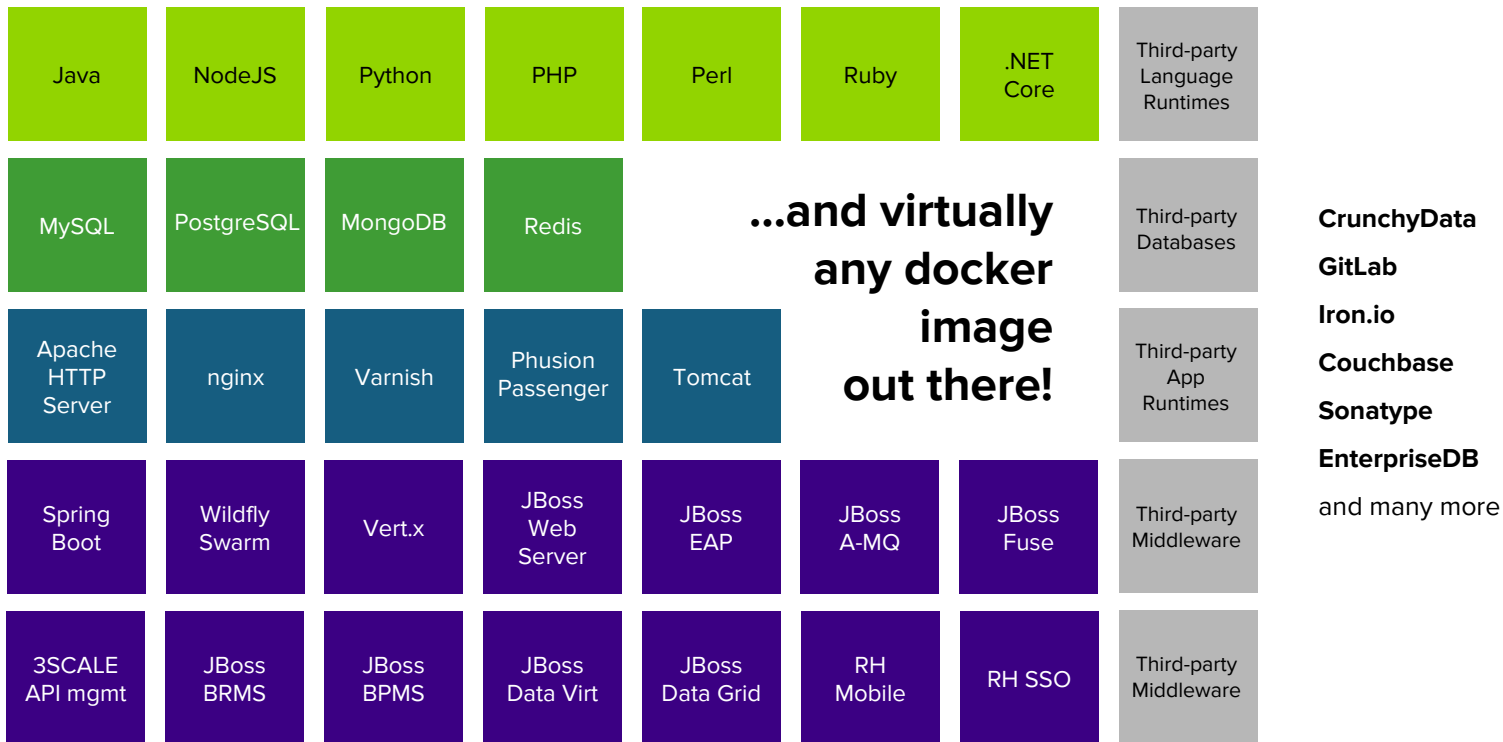 Java
NodeJS
Python
PHP
Perl
Ruby
.NET
Core
Third-party
Language
Runtimes
MySQL
PostgreSQL
MongoDB
Redis
...and virtually
any docker
image
out there!
Third-party
Databases
Apache
HTTP
Server
nginx
Varnish
Phusion
Passenger
Tomcat
Third-party
App
Runtimes
Spring
Boot
Wildfly
Swarm
Vert.x
JBoss
Web
Server
JBoss
EAP
JBoss
A-MQ
JBoss
Fuse
Third-party
Middleware
3SCALE
API mgmt
JBoss
BRMS
JBoss
BPMS
JBoss
Data Virt
JBoss
Data Grid
RH
Mobile
RH SSO
Third-party
Middleware
CrunchyData
GitLab
Iron.io
Couchbase
Sonatype
EnterpriseDB
and many more